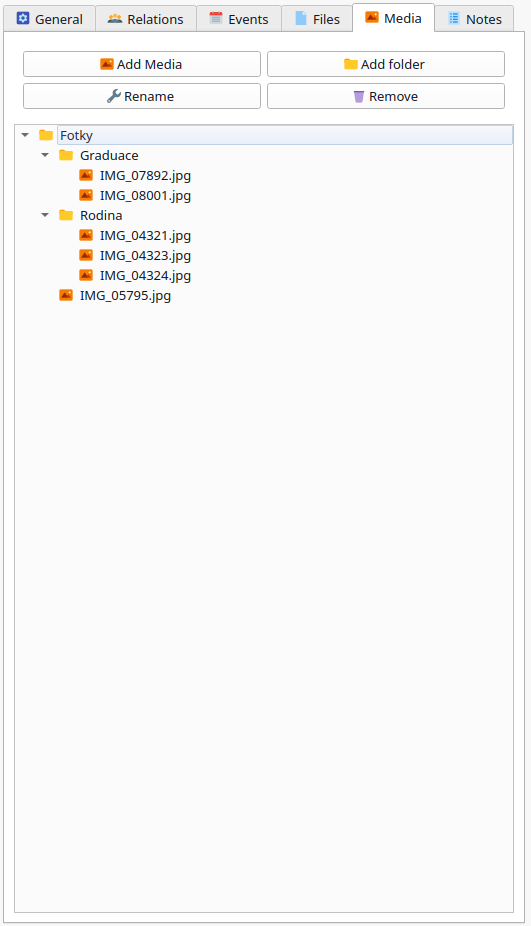 General Relations Events Files Media Notes
Add Media Add folder
Rename Remove
Fotky
Graduace
IMG_07892.jpg
IMG_08001.jpg
Rodina
IMG_04321.jpg
IMG_04323.jpg
IMG_04324.jpg
IMG_05795.jpg